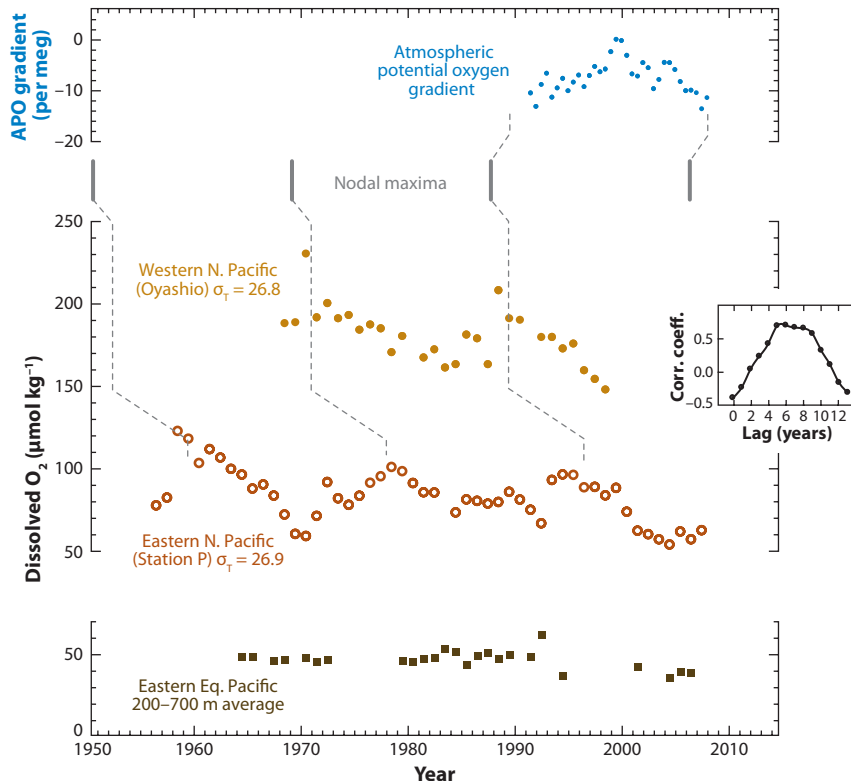 APO gradient
(per meg)
0
−10
−20
Atmospheric
potential oxygen
gradient
Nodal maxima
Dissolved O₂ (μmol kg⁻¹)
250
200
150
100
50
50
0
Western N. Pacific
(Oyashio) σ_T = 26.8
Eastern N. Pacific
(Station P) σ_T = 26.9
Eastern Eq. Pacific
200–700 m average
Corr. coeff.
0.5
0.0
−0.5
0 2 4 6 8 10 12
Lag (years)
1950 1960 1970 1980 1990 2000 2010
Year